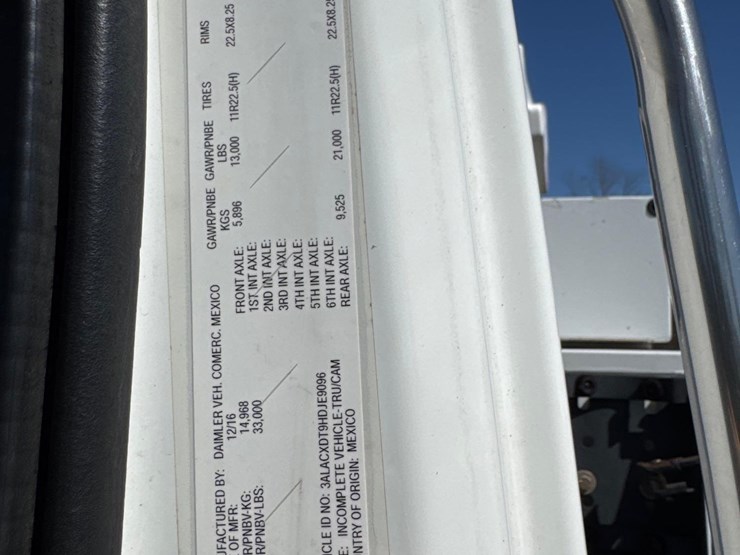 UFACTURED BY: DAIMLER VEH. COMERC. MEXICO
OF MFR: 12/16
R/PNBV-KG: 14,968
R/PNBV-LBS: 33,000
GAWR/PNBE KGS GAWR/PNBE LBS TIRES RIMS
FRONT AXLE: 5,896 13,000 11R22.5(H) 22.5X8.25
1ST. INT AXLE:
2ND INT AXLE:
3RD INT AXLE:
4TH INT AXLE:
5TH INT AXLE:
6TH INT AXLE:
REAR AXLE: 9,525 21,000 11R22.5(H) 22.5X8.25
ICLE ID NO: 3ALACXDT9HDJE9096
E: INCOMPLETE VEHICLE-TRU/CAM
NTRY OF ORIGIN: MEXICO